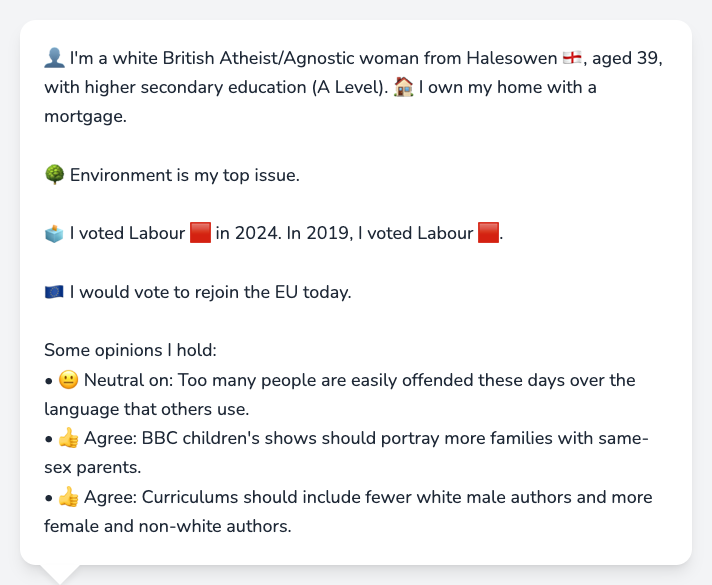 👤 I'm a white British Atheist/Agnostic woman from Halesowen 🏴󠁧󠁢󠁥󠁮󠁧󠁿, aged 39,
with higher secondary education (A Level). 🏠 I own my home with a
mortgage.
🌳 Environment is my top issue.
🗳️ I voted Labour 🟥 in 2024. In 2019, I voted Labour 🟥.
🇪🇺 I would vote to rejoin the EU today.
Some opinions I hold:
• 😐 Neutral on: Too many people are easily offended these days over the
language that others use.
• 👍 Agree: BBC children's shows should portray more families with same-
sex parents.
• 👍 Agree: Curriculums should include fewer white male authors and more
female and non-white authors.